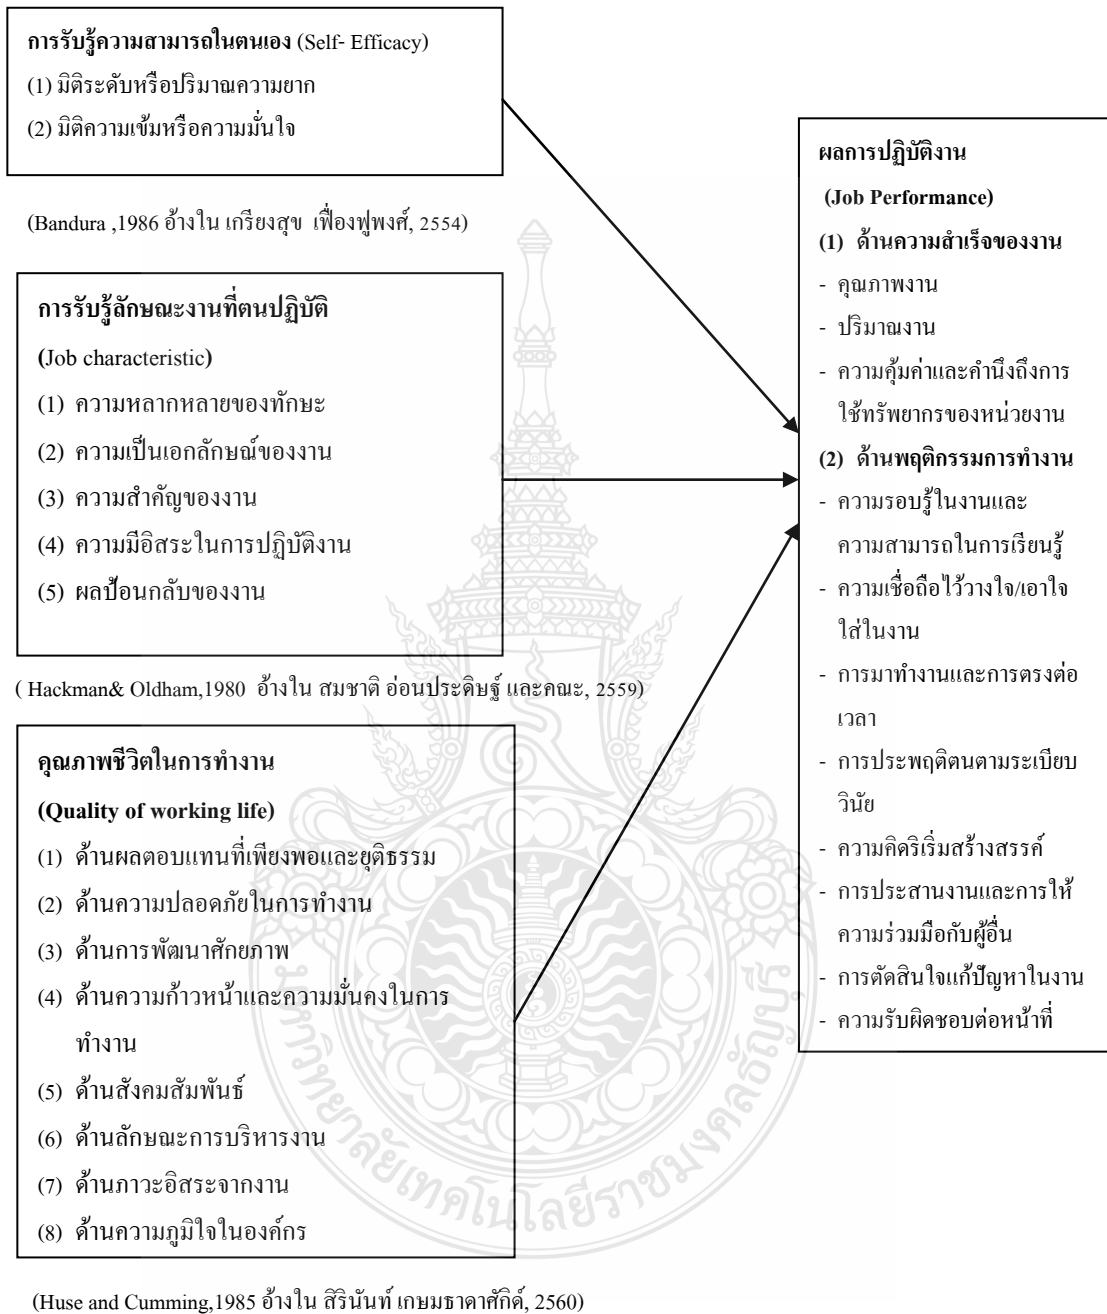 การรับรู้ความสามารถในตนเอง (Self- Efficacy)
(1) มิติระดับหรือปริมาณความยาก
(2) มิติความเข้มหรือความมั่นใจ
(Bandura ,1986 อ้างใน เกรียงสุข เฟื่องฟูพงศ์, 2554)
การรับรู้ลักษณะงานที่ตนปฏิบัติ
(Job characteristic)
(1) ความหลากหลายของทักษะ
(2) ความเป็นเอกลักษณ์ของงาน
(3) ความสำคัญของงาน
(4) ความมีอิสระในการปฏิบัติงาน
(5) ผลป้อนกลับของงาน
( Hackman& Oldham,1980 อ้างใน สมชาติ อ่อนประดิษฐ์ และคณะ, 2559)
คุณภาพชีวิตในการทำงาน
(Quality of working life)
(1) ด้านผลตอบแทนที่เพียงพอและยุติธรรม
(2) ด้านความปลอดภัยในการทำงาน
(3) ด้านการพัฒนาศักยภาพ
(4) ด้านความก้าวหน้าและความมั่นคงในการ
ทำงาน
(5) ด้านสังคมสัมพันธ์
(6) ด้านลักษณะการบริหารงาน
(7) ด้านภาวะอิสระจากงาน
(8) ด้านความภูมิใจในองค์กร
(Huse and Cumming,1985 อ้างใน สิรินันท์ เกษมธาดาศักิด์, 2560)
ผลการปฏิบัติงาน
(Job Performance)
(1) ด้านความสำเร็จของงาน
- คุณภาพงาน
- ปริมาณงาน
- ความคุ้มค่าและคำนึงถึงการ
ใช้ทรัพยากรของหน่วยงาน
(2) ด้านพฤติกรรมการทำงาน
- ความรอบรู้ในงานและ
ความสามารถในการเรียนรู้
- ความเชื่อถือไว้วางใจ/เอาใจ
ใส่ในงาน
- การมาทำงานและการตรงต่อ
เวลา
- การประพฤติตนตามระเบียบ
วินัย
- ความคิดริเริ่มสร้างสรรค์
- การประสานงานและการให้
ความร่วมมือกับผู้อื่น
- การตัดสินใจแก้ปัญหาในงาน
- ความรับผิดชอบต่อหน้าที่
มหาวิทยาลัยเทคโนโลยีราชมงคลธัญบุรี